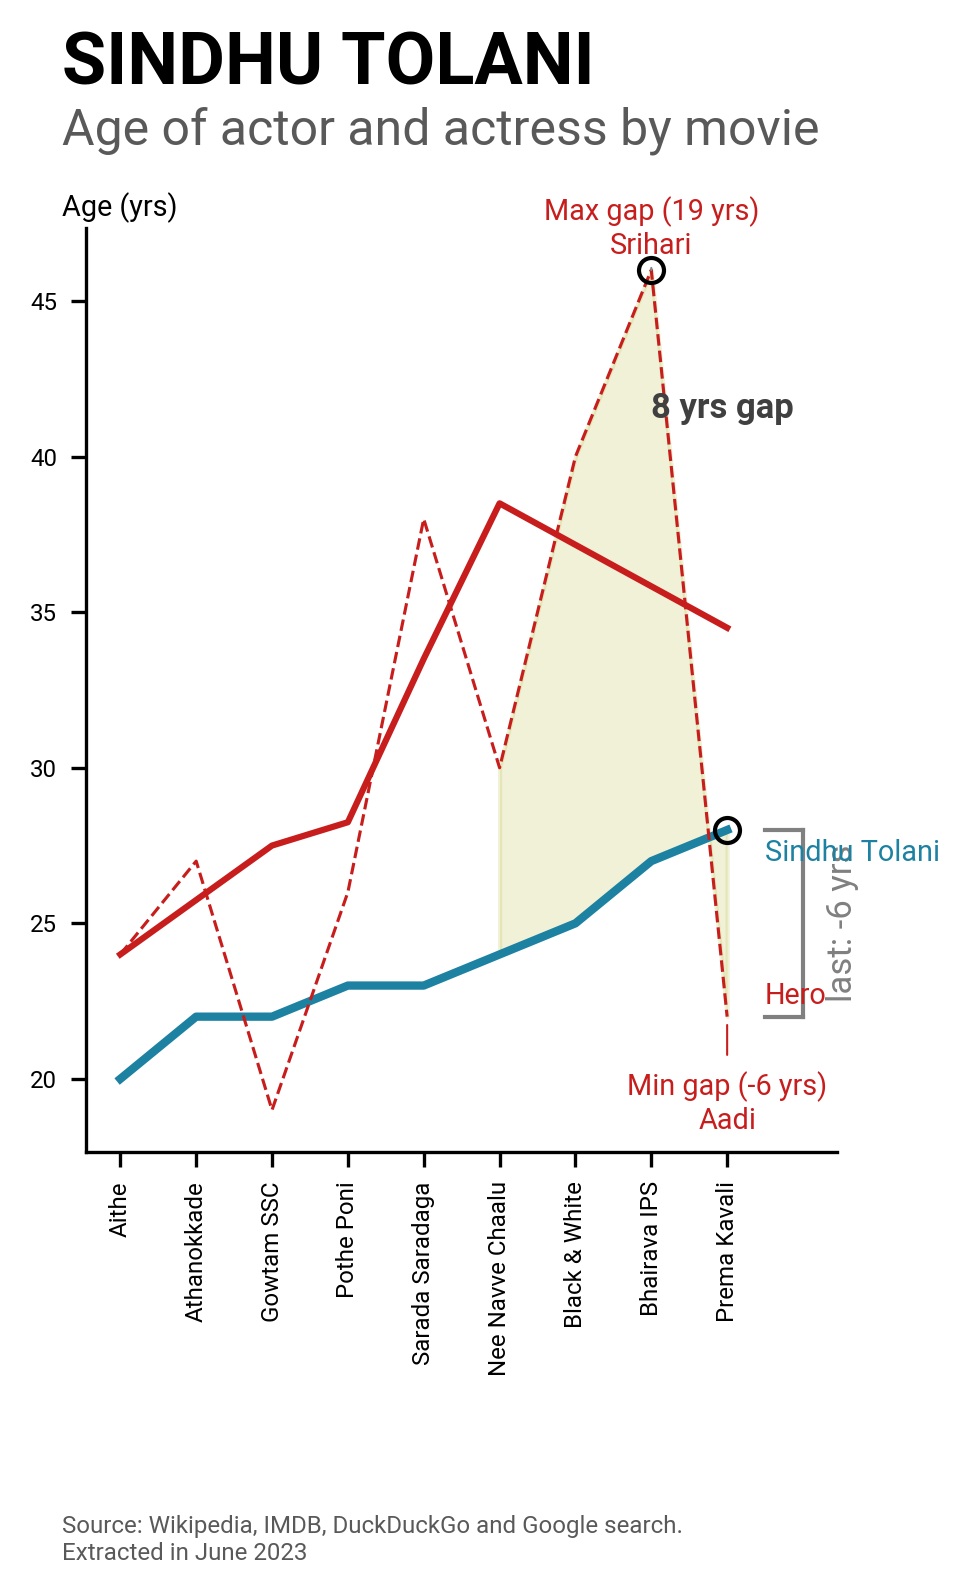 SINDHU TOLANI
Age of actor and actress by movie
Age (yrs)
Max gap (19 yrs)
Srihari
45
8 yrs gap
40
35
30
Sindhu Tolani
last: -6 yrs
25
Hero
20
Min gap (-6 yrs)
Aadi
Aithe
Athanokkade
Gowtam SSC
Pothe Poni
Sarada Saradaga
Nee Navve Chaalu
Black & White
Bhairava IPS
Prema Kavali
Source: Wikipedia, IMDB, DuckDuckGo and Google search.
Extracted in June 2023